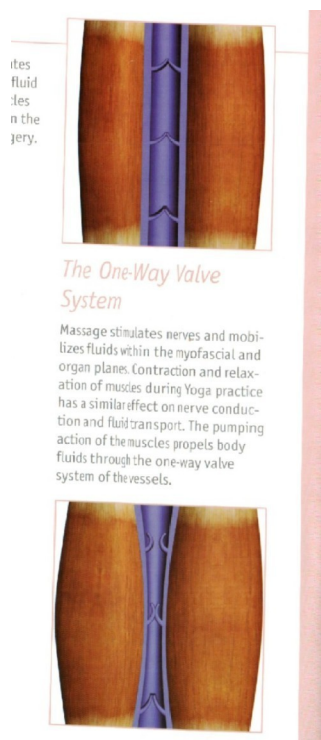 fluid
n the
The One-Way Valve
System
Massage stimulates nerves and mobi-
lizes fluids within the myofascial and
organ planes. Contraction and relax-
ation of muscles during Yoga practice
has a similar effect on nerve conduc-
tion and fluid transport. The pumping
action of the muscles propels body
fluids through the one-way valve
system of the vessels.